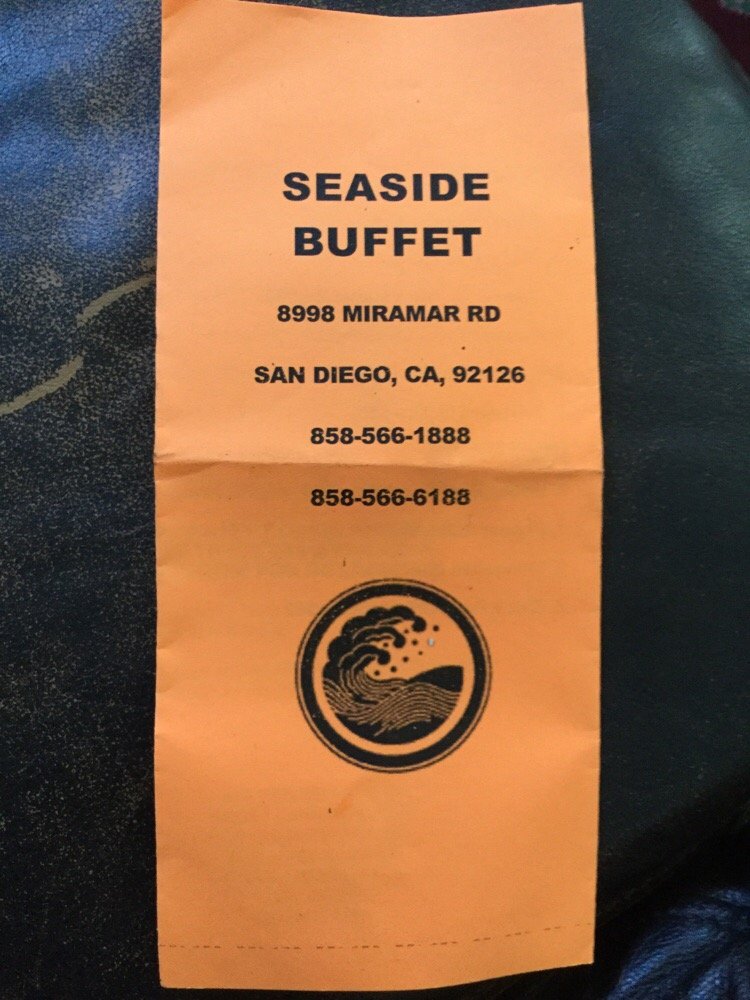 SEASIDE
BUFFET
8998 MIRAMAR RD
SAN DIEGO, CA, 92126
858-566-1888
858-566-6188